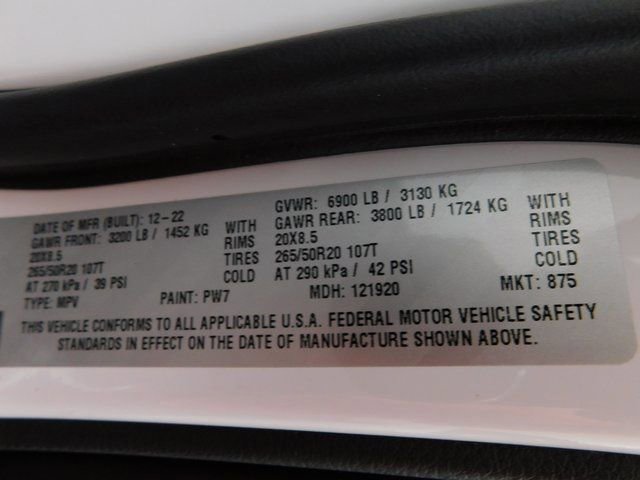 DATE OF MFR (BUILT): 12-22 GVWR: 6900 LB / 3130 KG
GAWR FRONT: 3200 LB / 1452 KG WITH GAWR REAR: 3800 LB / 1724 KG WITH
20X8.5 RIMS 20X8.5 RIMS
265/50R20 107T TIRES 265/50R20 107T TIRES
AT 270 kPa / 39 PSI COLD AT 290 kPa / 42 PSI COLD
TYPE: MPV PAINT: PW7 MDH: 121920 MKT: 875
THIS VEHICLE CONFORMS TO ALL APPLICABLE U.S.A. FEDERAL MOTOR VEHICLE SAFETY
STANDARDS IN EFFECT ON THE DATE OF MANUFACTURE SHOWN ABOVE.